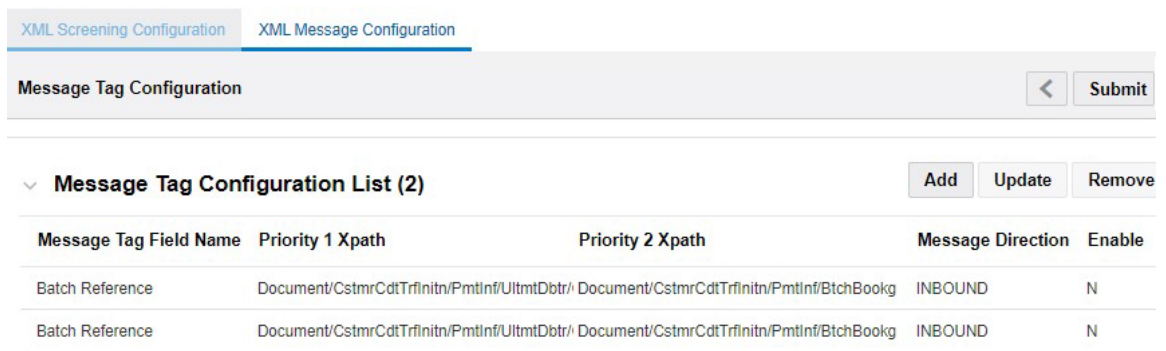 XML Screening Configuration XML Message Configuration
Message Tag Configuration Submit
Message Tag Configuration List (2) Add Update Remove
Message Tag Field Name Priority 1 Xpath Priority 2 Xpath Message Direction Enable
Batch Reference Document/CstmrCdtTrfInitn/PmtInf/UltmtDbtr/ Document/CstmrCdtTrfInitn/PmtInf/BtchBookg INBOUND N
Batch Reference Document/CstmrCdtTrfInitn/PmtInf/UltmtDbtr/ Document/CstmrCdtTrfInitn/PmtInf/BtchBookg INBOUND N